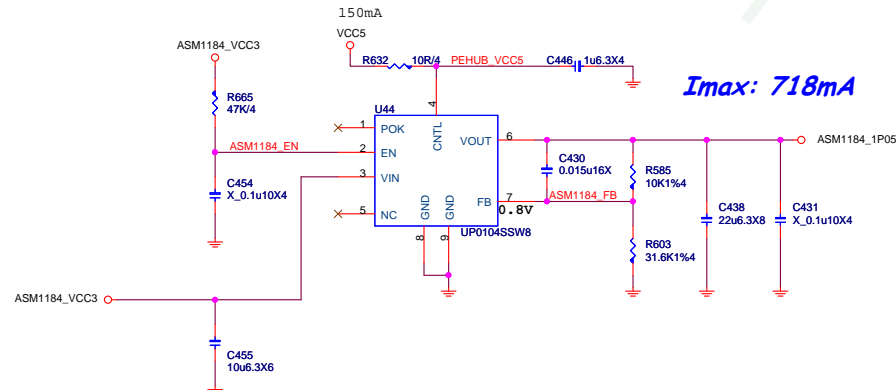 150mA
VCC5
ASM1184_VCC3
R632
10R/4
PEHUB_VCC5
C446
1u6.3X4
Imax: 718mA
R665
47K/4
U44
4
1
POK
CNTL
VOUT
6
ASM1184_1P05
ASM1184_EN
2
EN
C430
0.015u16X
R585
10K1%4
3
VIN
C454
X_0.1u10X4
FB
7
ASM1184_FB
0.8V
5
NC
GND
GND
C438
22u6.3X8
C431
X_0.1u10X4
8
9
UP0104SSW8
R603
31.6K1%4
ASM1184_VCC3
C455
10u6.3X6